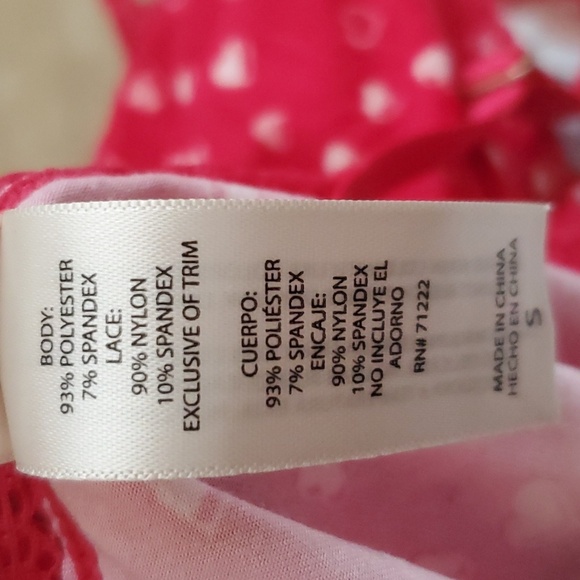 BODY:
93% POLYESTER
7% SPANDEX
LACE:
90% NYLON
10% SPANDEX
EXCLUSIVE OF TRIM
CUERPO:
93% POLIÉSTER
7% SPANDEX
ENCAJE:
90% NYLON
10% SPANDEX
NO INCLUYE EL
ADORNO
RN# 71222
MADE IN CHINA
HECHO EN CHINA
S